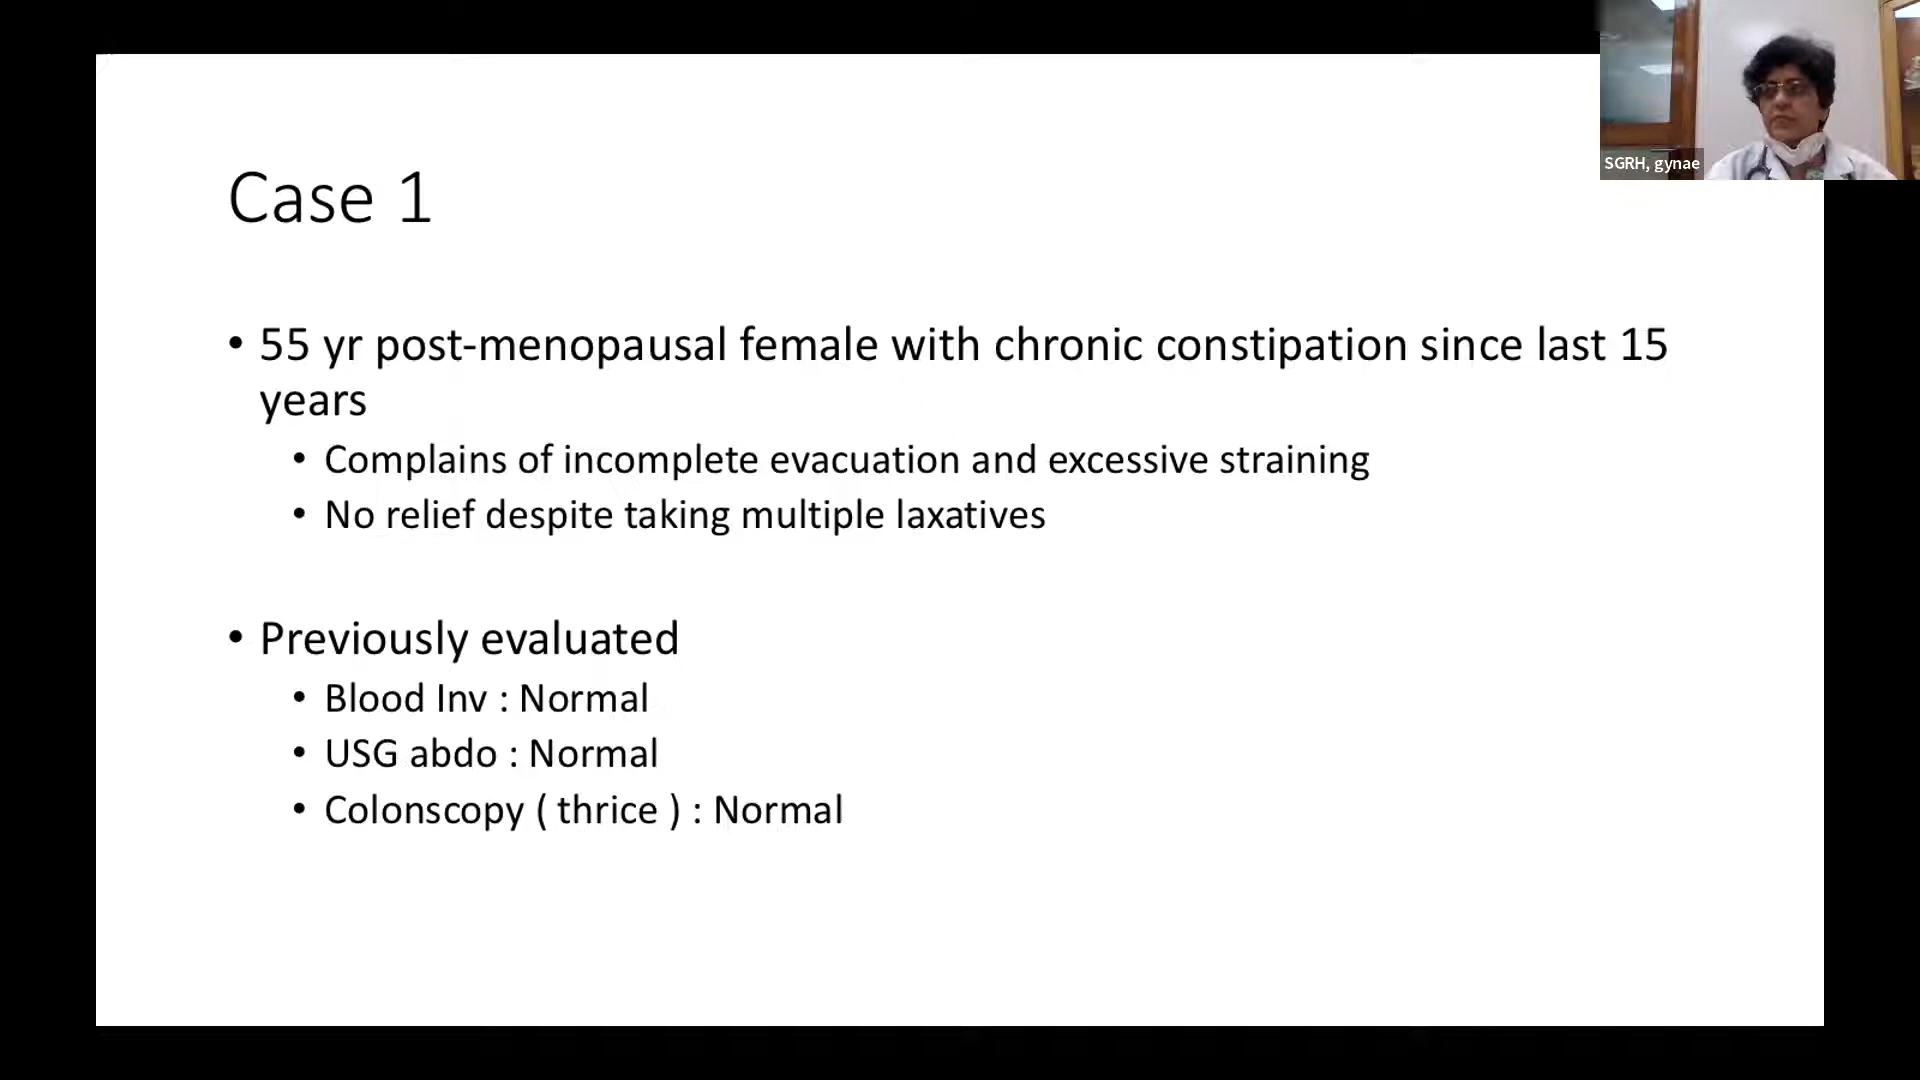 SGRH, gynae
Case 1
• 55 yr post-menopausal female with chronic constipation since last 15
years
• Complains of incomplete evacuation and excessive straining
• No relief despite taking multiple laxatives
• Previously evaluated
• Blood Inv : Normal
• USG abdo : Normal
• Colonscopy ( thrice ) : Normal